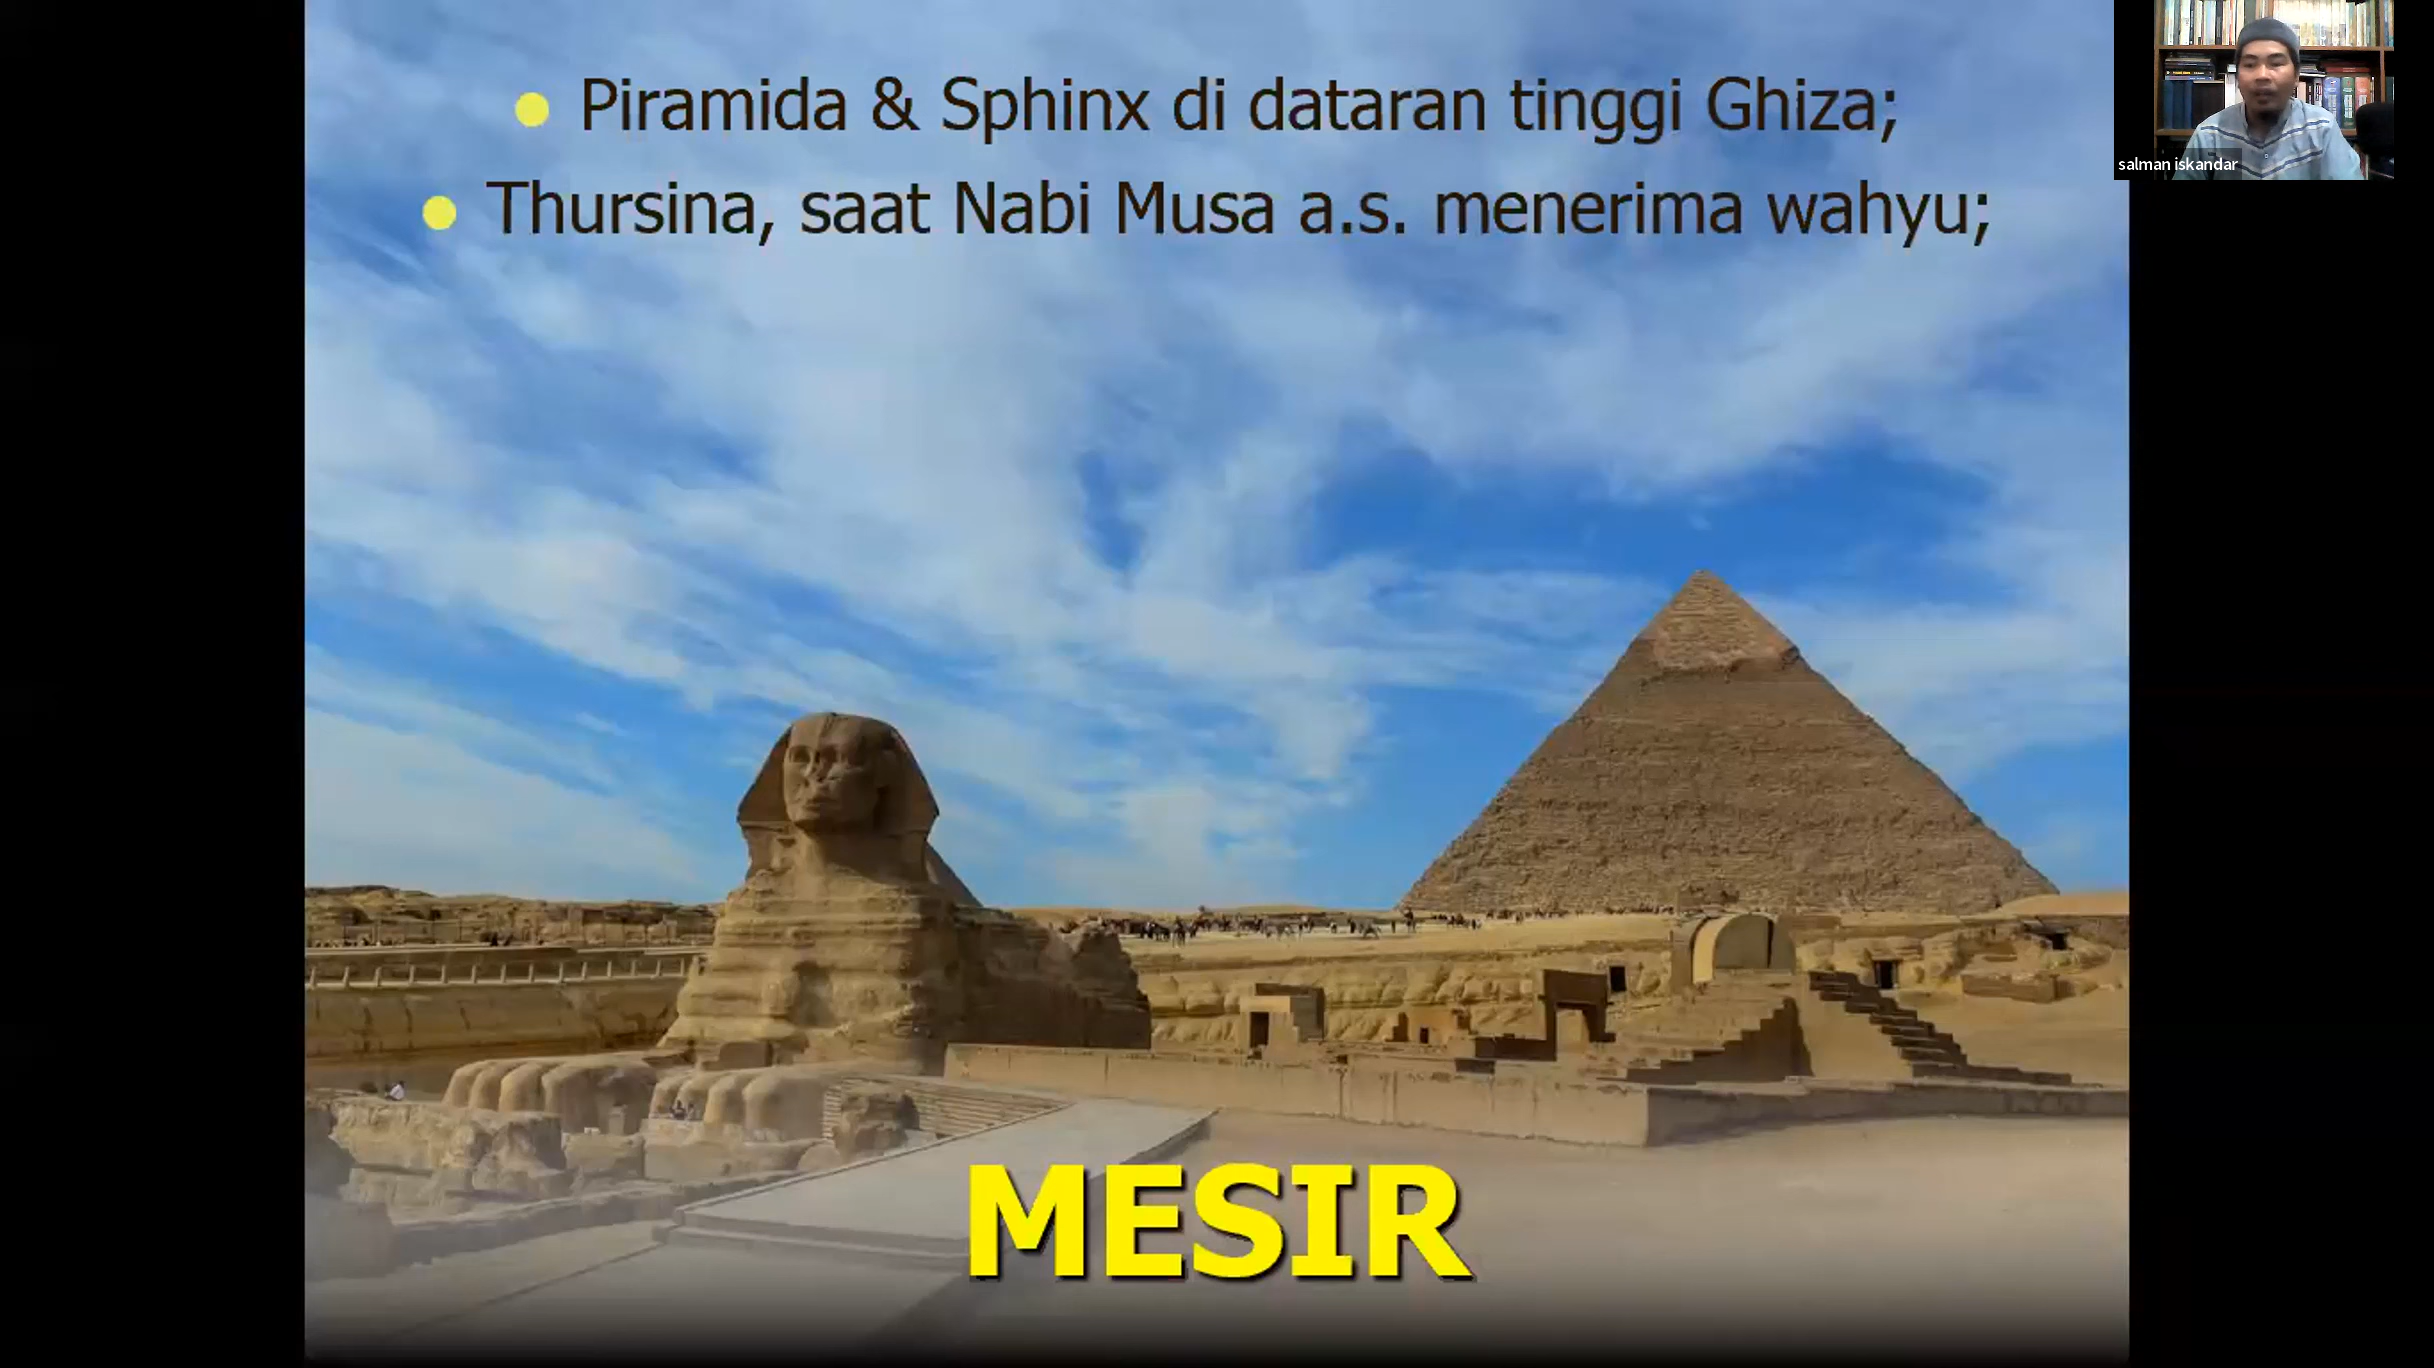 Piramida & Sphinx di dataran tinggi Ghiza;
Thursina, saat Nabi Musa a.s. menerima wahyu;
salman iskandar
MESIR